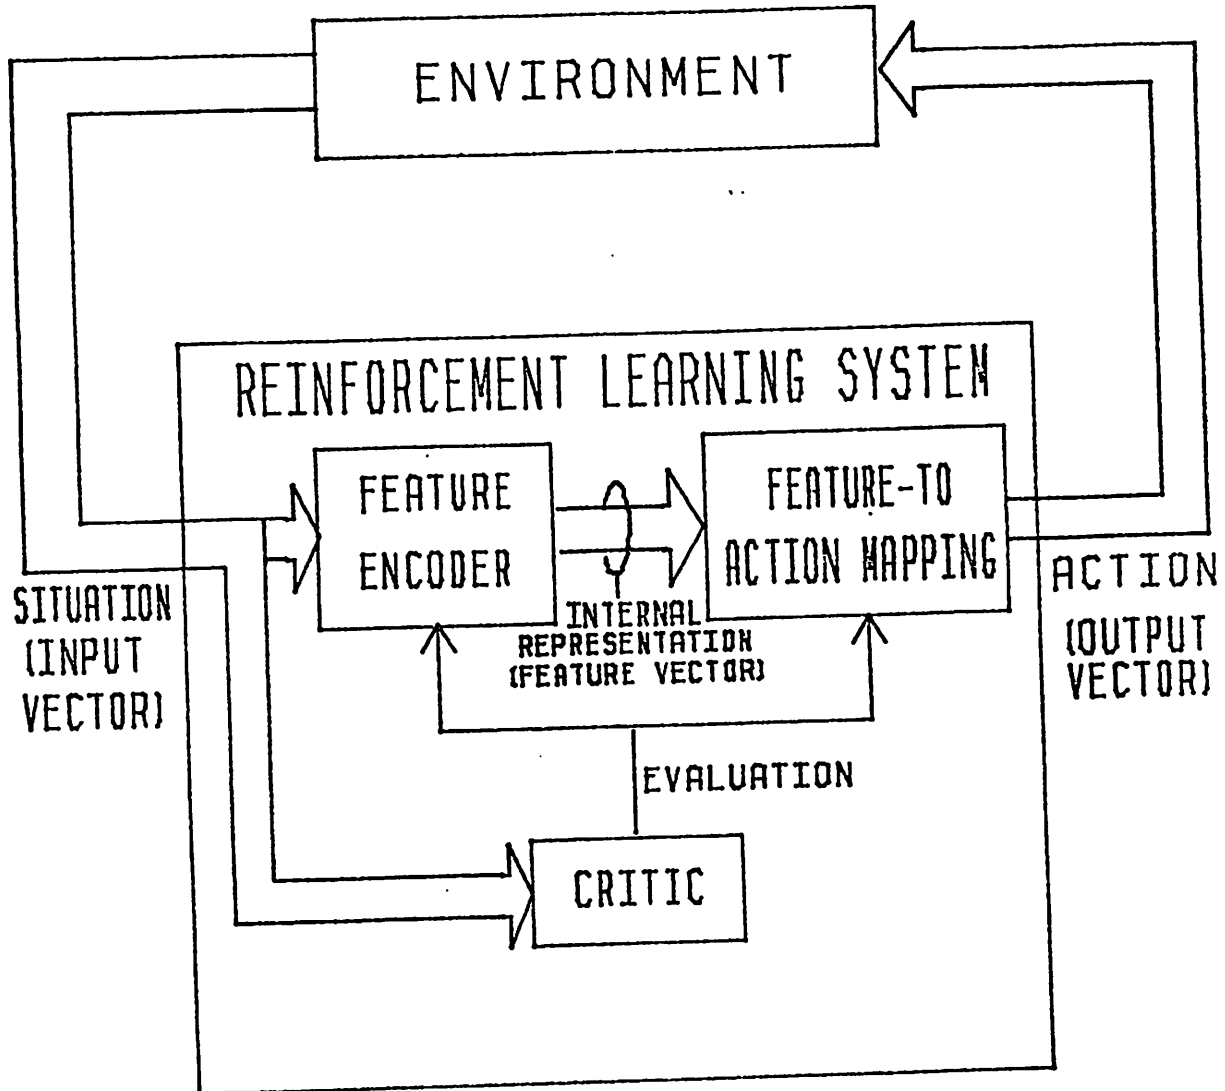 ENVIRONMENT
REINFORCEMENT LEARNING SYSTEM
FEATURE
ENCODER
FEATURE-TO
ACTION MAPPING
INTERNAL
REPRESENTATION
(FEATURE VECTOR)
SITUATION
(INPUT
VECTOR)
ACTION
(OUTPUT
VECTOR)
EVALUATION
CRITIC